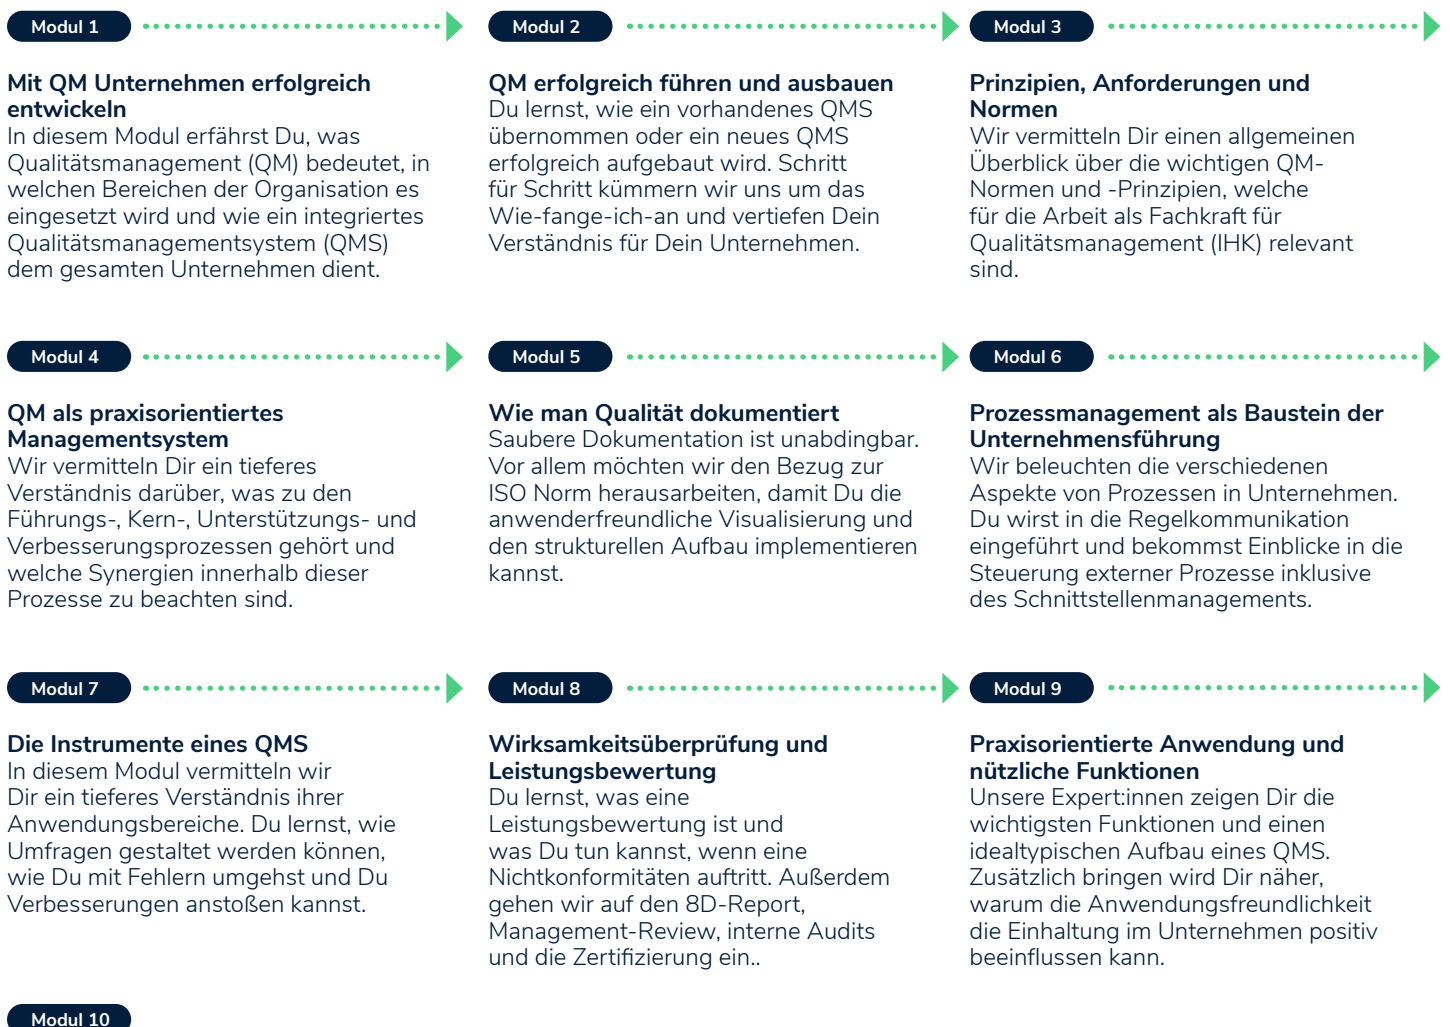 Modul 1
Mit QM Unternehmen erfolgreich
entwickeln
In diesem Modul erfährst Du, was
Qualitätsmanagement (QM) bedeutet, in
welchen Bereichen der Organisation es
eingesetzt wird und wie ein integriertes
Qualitätsmanagementsystem (QMS)
dem gesamten Unternehmen dient.
Modul 2
QM erfolgreich führen und ausbauen
Du lernst, wie ein vorhandenes QMS
übernommen oder ein neues QMS
erfolgreich aufgebaut wird. Schritt
für Schritt kümmern wir uns um das
Wie-fange-ich-an und vertiefen Dein
Verständnis für Dein Unternehmen.
Modul 3
Prinzipien, Anforderungen und
Normen
Wir vermitteln Dir einen allgemeinen
Überblick über die wichtigen QM-
Normen und -Prinzipien, welche
für die Arbeit als Fachkraft für
Qualitätsmanagement (IHK) relevant
sind.
Modul 4
QM als praxisorientiertes
Managementsystem
Wir vermitteln Dir ein tieferes
Verständnis darüber, was zu den
Führungs-, Kern-, Unterstützungs- und
Verbesserungsprozessen gehört und
welche Synergien innerhalb dieser
Prozesse zu beachten sind.
Modul 5
Wie man Qualität dokumentiert
Saubere Dokumentation ist unabdingbar.
Vor allem möchten wir den Bezug zur
ISO Norm herausarbeiten, damit Du die
anwenderfreundliche Visualisierung und
den strukturellen Aufbau implementieren
kannst.
Modul 6
Prozessmanagement als Baustein der
Unternehmensführung
Wir beleuchten die verschiedenen
Aspekte von Prozessen in Unternehmen.
Du wirst in die Regelkommunikation
eingeführt und bekommst Einblicke in die
Steuerung externer Prozesse inklusive
des Schnittstellenmanagements.
Modul 7
Die Instrumente eines QMS
In diesem Modul vermitteln wir
Dir ein tieferes Verständnis ihrer
Anwendungsbereiche. Du lernst, wie
Umfragen gestaltet werden können,
wie Du mit Fehlern umgehst und Du
Verbesserungen anstoßen kannst.
Modul 8
Wirksamkeitsüberprüfung und
Leistungsbewertung
Du lernst, was eine
Leistungsbewertung ist und
was Du tun kannst, wenn eine
Nichtkonformitäten auftritt. Außerdem
gehen wir auf den 8D-Report,
Management-Review, interne Audits
und die Zertifizierung ein..
Modul 9
Praxisorientierte Anwendung und
nützliche Funktionen
Unsere Expert:innen zeigen Dir die
wichtigsten Funktionen und einen
idealtypischen Aufbau eines QMS.
Zusätzlich bringen wird Dir näher,
warum die Anwendungsfreundlichkeit
die Einhaltung im Unternehmen positiv
beeinflussen kann.
Modul 10